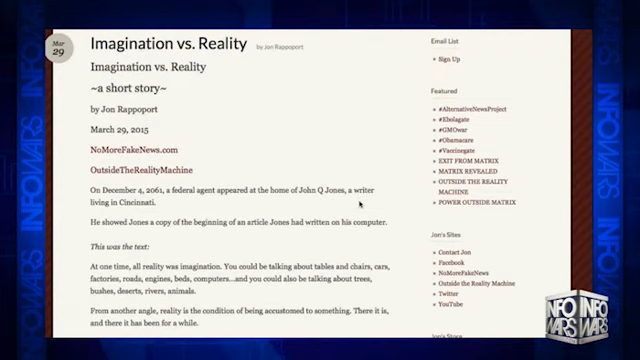 Mar
29
Imagination vs. Reality by Jon Rappoport
Imagination vs. Reality
~a short story~
by Jon Rappoport
March 29, 2015
NoMoreFakeNews.com
OutsideTheRealityMachine
On December 4, 2061, a federal agent appeared at the home of John Q Jones, a writer
living in Cincinnati.
He showed Jones a copy of the beginning of an article Jones had written on his computer.
This was the text:
At one time, all reality was imagination. You could be talking about tables and chairs, cars,
factories, roads, engines, beds, computers...and you could also be talking about trees,
bushes, deserts, rivers, animals.
From another angle, reality is the condition of being accustomed to something. There it is,
and there it has been for a while.
Email List
Sign Up
Featured
#AlternativeNewsProject
#Ebolagate
#GMOwar
#Obamacare
#Vaccinegate
EXIT FROM MATRIX
MATRIX REVEALED
OUTSIDE THE REALITY
MACHINE
POWER OUTSIDE MATRIX
Jon's Sites
Contact Jon
Facebook
NoMoreFakeNews
Outside the Reality Machine
Twitter
YouTube
Jon's Store
INFOWARS
INFOWARS
INFO INFO
WARS WARS